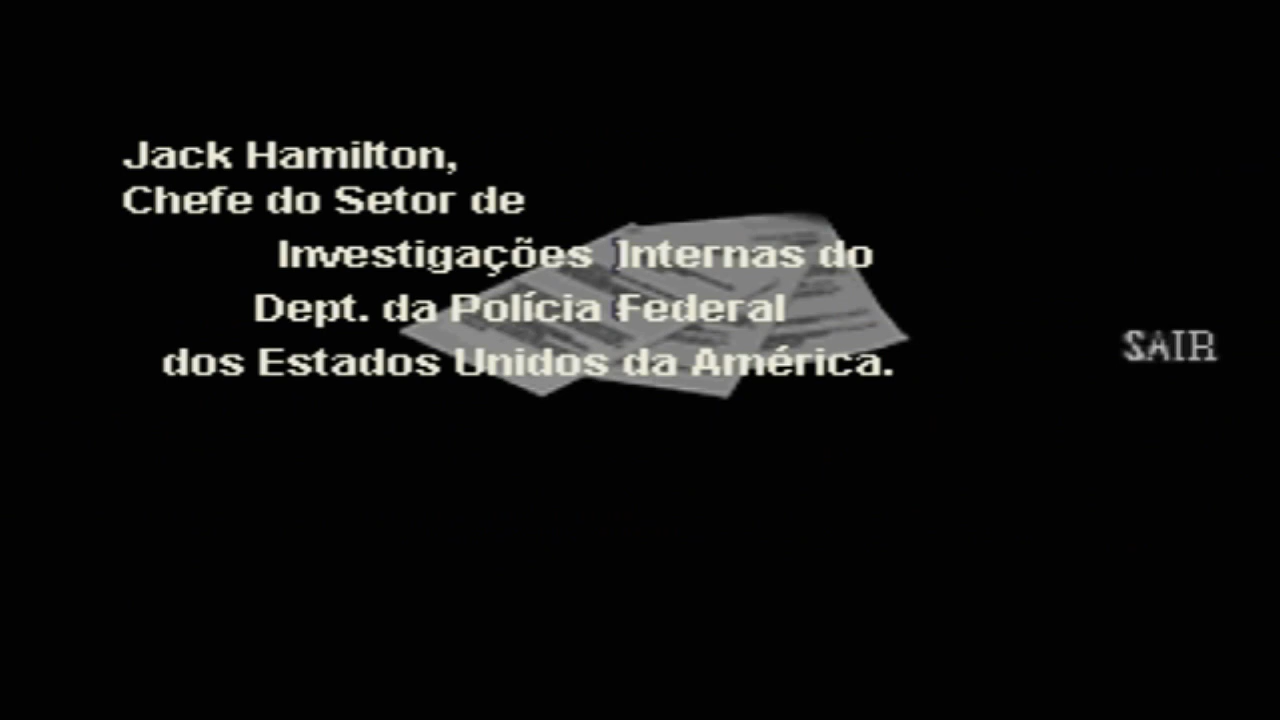 Jack Hamilton,
Chefe do Setor de
Investigações Internas do
Dept. da Polícia Federal
dos Estados Unidos da América.
SAIR